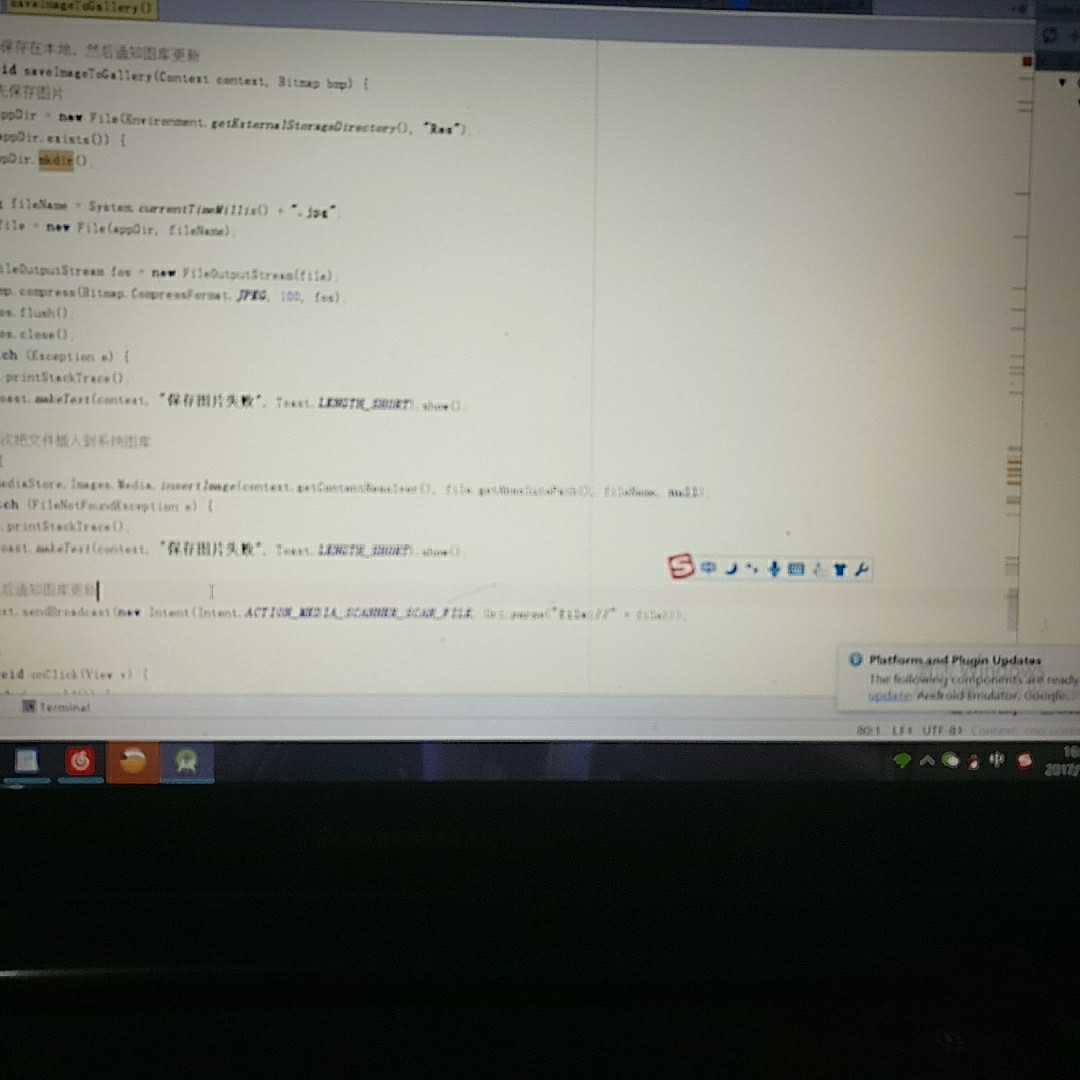 saveImageToGallery()
保存在本地，然后通知图库更新
id saveImageToGallery(Context context, Bitmap bmp) {
先保存图片
ppDir = new File(Environment.getExternalStorageDirectory(), "Res");
appDir.exists()) {
pDir.mkdir();
g fileName = System.currentTimeMillis() + ".jpg";
file = new File(appDir, fileName);
ileOutputStream fos = new FileOutputStream(file);
mp.compress(Bitmap.CompressFormat.JPEG, 100, fos);
os.flush();
os.close();
ch (Exception e) {
.printStackTrace();
oast.makeText(context, "保存图片失败", Toast.LENGTH_SHORT).show();
次把文件插入到系统图库
{
ediaStore.Images.Media.insertImage(context.getContentResolver(), file.getAbsolutePath(), fileName, null);
ch (FileNotFoundException e) {
.printStackTrace();
oast.makeText(context, "保存图片失败", Toast.LENGTH_SHORT).show();
后通知图库更新
xt.sendBroadcast(new Intent(Intent.ACTION_MEDIA_SCANNER_SCAN_FILE, Uri.parse("file://" + file)));
oid onClick(View v) {
S 中
Platform and Plugin Updates
The following components are ready
update: Android Emulator, Google
Terminal
80:1 LF UTF-8 Context:
中
16
2017/